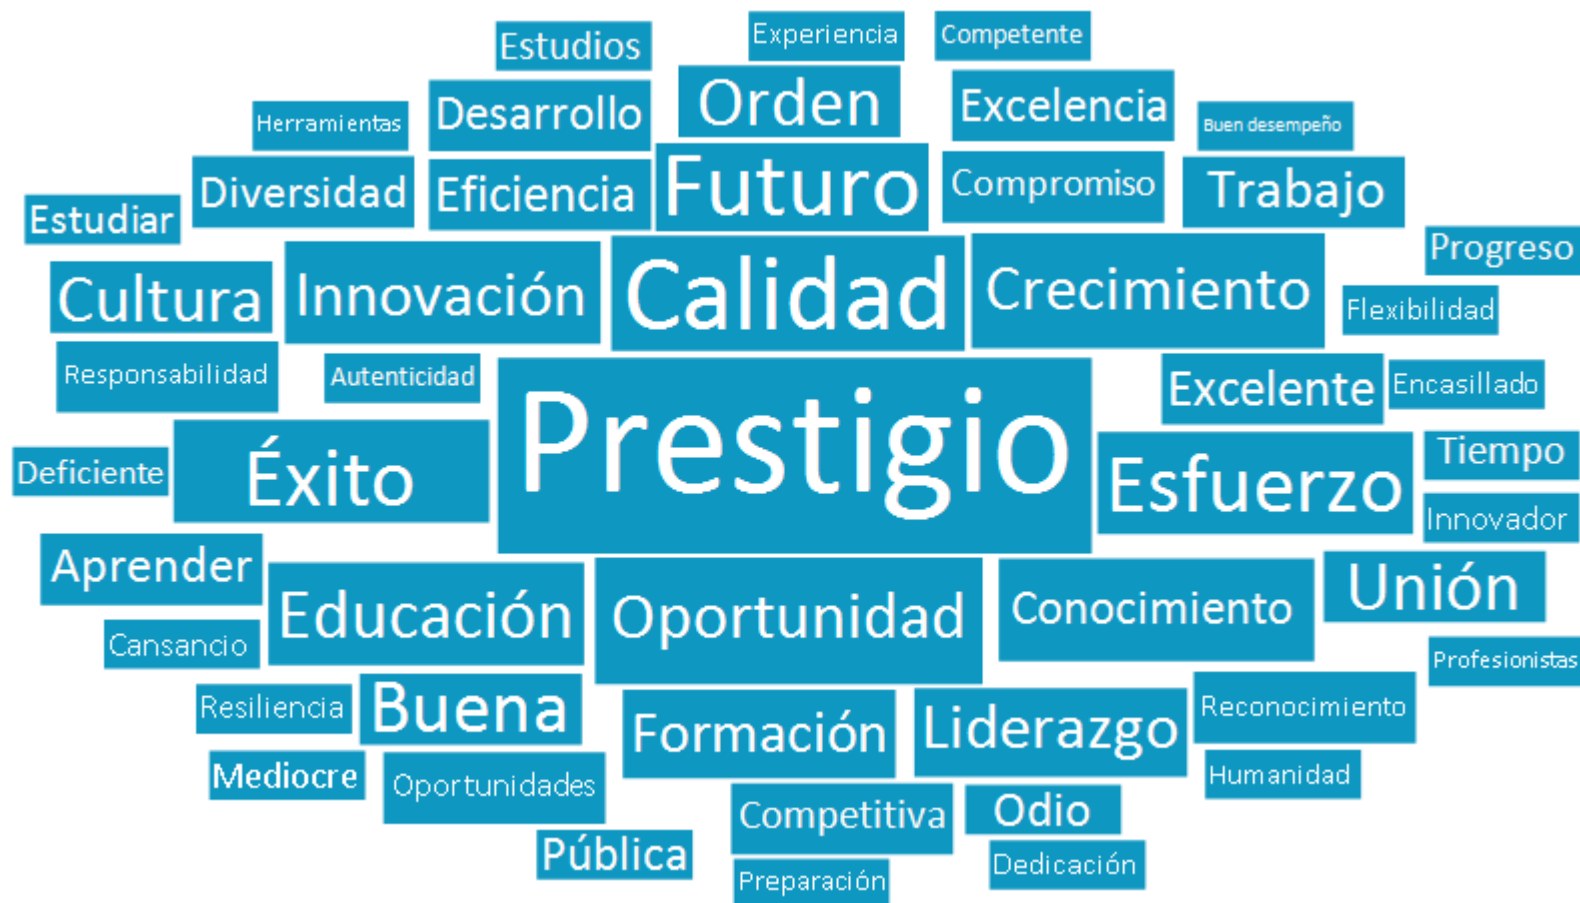 Experiencia
Competente
Estudios
Orden
Excelencia
Desarrollo
Herramientas
Buen desempeño
Futuro
Compromiso
Trabajo
Diversidad
Eficiencia
Estudiar
Progreso
Calidad
Crecimiento
Innovación
Cultura
Flexibilidad
Responsabilidad
Autenticidad
Prestigio
Excelente
Encasillado
Éxito
Deficiente
Esfuerzo
Tiempo
Innovador
Aprender
Educación
Oportunidad
Conocimiento
Unión
Cansancio
Profesionistas
Resiliencia
Buena
Formación
Liderazgo
Reconocimiento
Mediocre
Oportunidades
Humanidad
Competitiva
Odio
Pública
Preparación
Dedicación